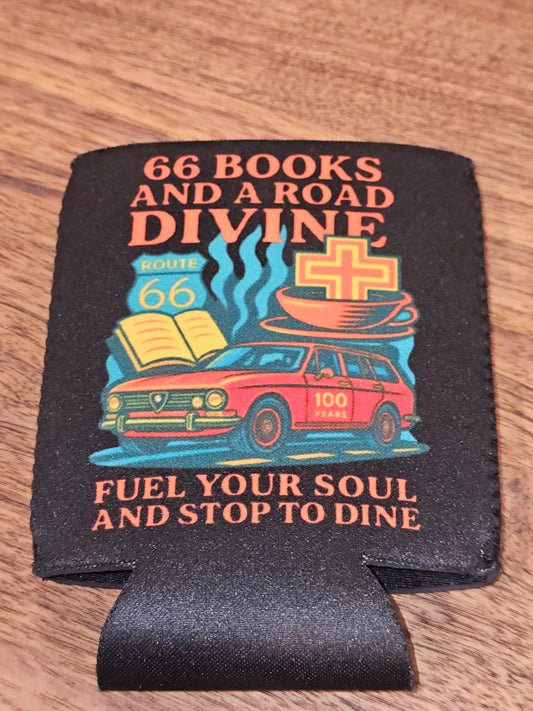 66 BOOKS
AND A ROAD
DIVINE
ROUTE
66
100
YEARS
FUEL YOUR SOUL
AND STOP TO DINE